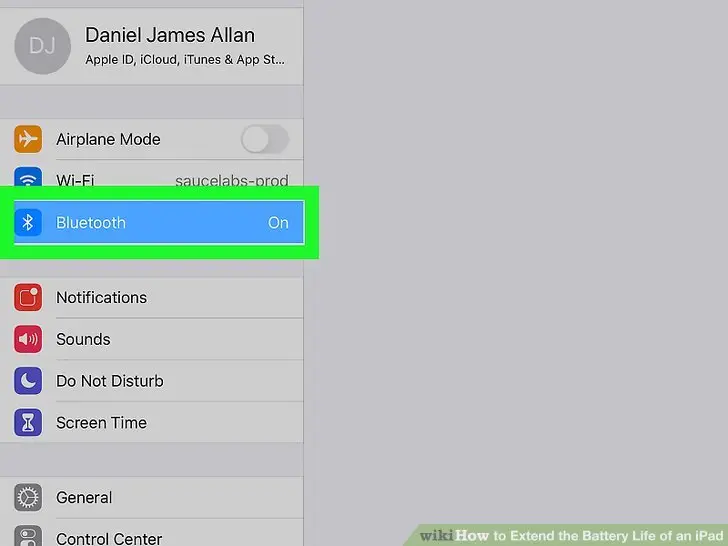 DJ
Daniel James Allan
Apple ID, iCloud, iTunes & App St...
Airplane Mode
Wi-Fi saucelabs-prod
Bluetooth On
Notifications
Sounds
Do Not Disturb
Screen Time
General
Control Center
wikiHow to Extend the Battery Life of an iPad